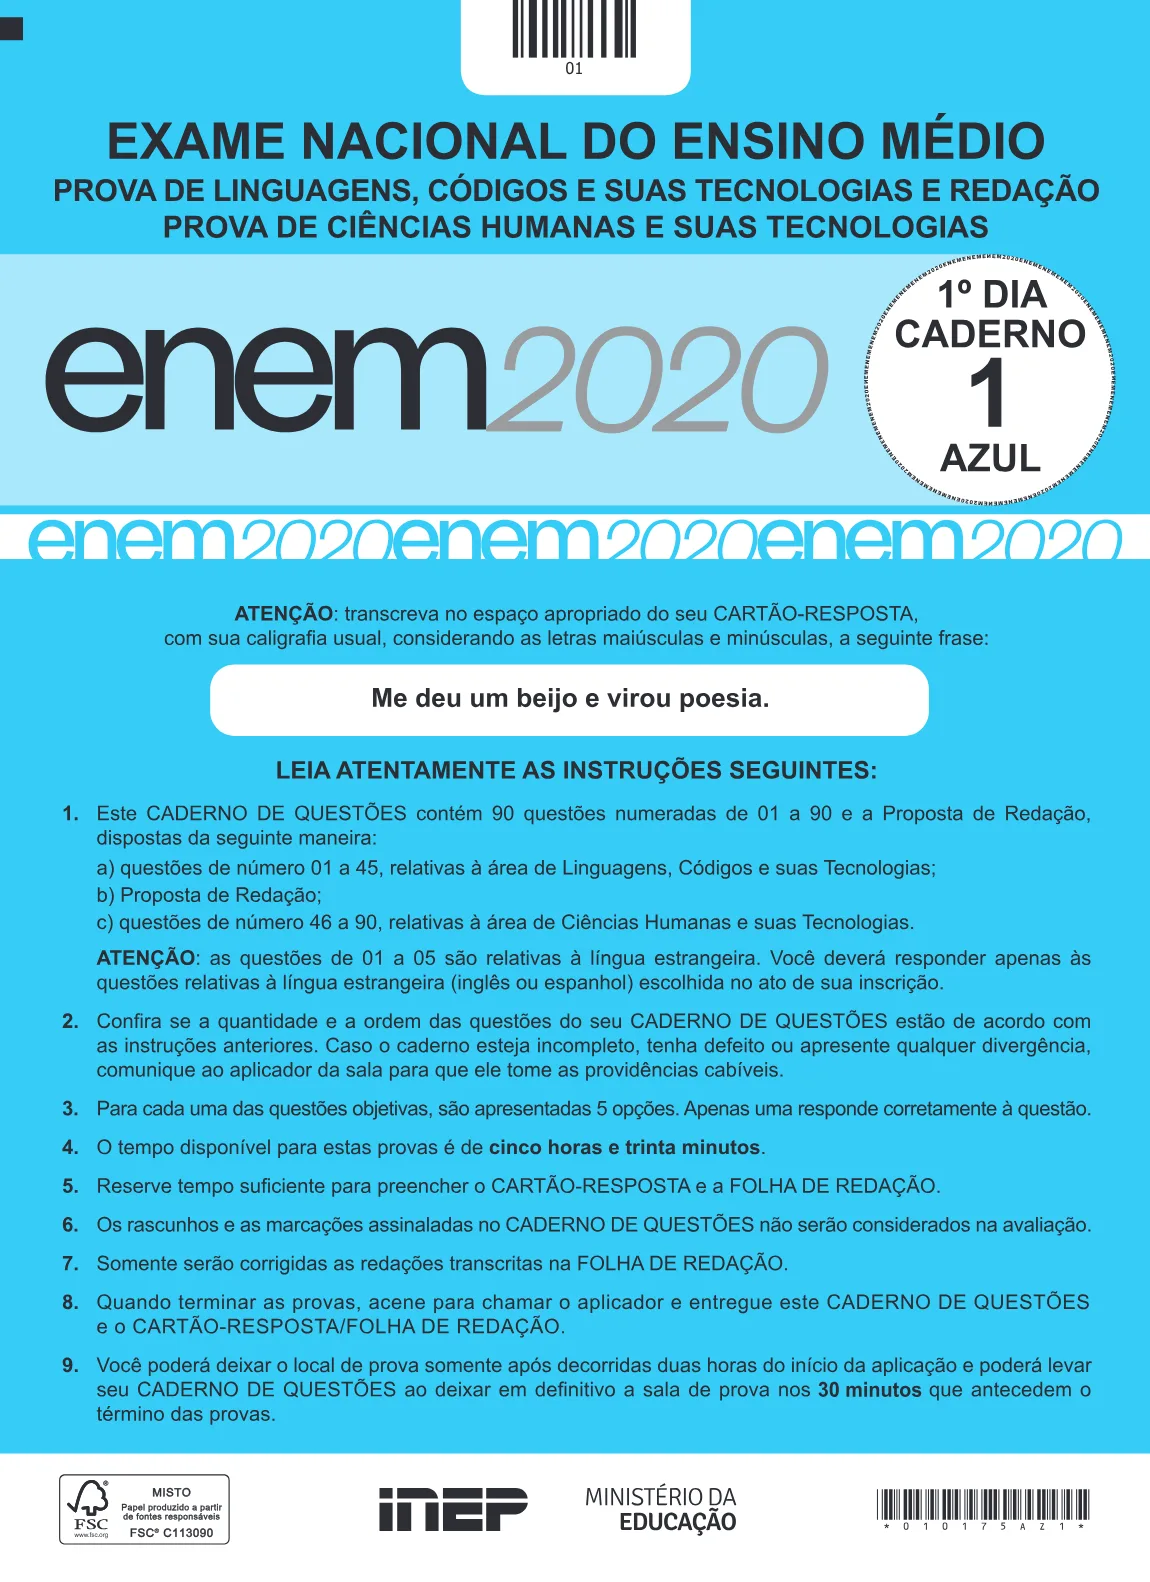 01
EXAME NACIONAL DO ENSINO MÉDIO
PROVA DE LINGUAGENS, CÓDIGOS E SUAS TECNOLOGIAS E REDAÇÃO
PROVA DE CIÊNCIAS HUMANAS E SUAS TECNOLOGIAS
enem2020
1º DIA
CADERNO
1
AZUL
enem2020enem2020enem2020
ATENÇÃO: transcreva no espaço apropriado do seu CARTÃO-RESPOSTA,
com sua caligrafia usual, considerando as letras maiúsculas e minúsculas, a seguinte frase:
Me deu um beijo e virou poesia.
LEIA ATENTAMENTE AS INSTRUÇÕES SEGUINTES:
1. Este CADERNO DE QUESTÕES contém 90 questões numeradas de 01 a 90 e a Proposta de Redação,
dispostas da seguinte maneira:
a) questões de número 01 a 45, relativas à área de Linguagens, Códigos e suas Tecnologias;
b) Proposta de Redação;
c) questões de número 46 a 90, relativas à área de Ciências Humanas e suas Tecnologias.
ATENÇÃO: as questões de 01 a 05 são relativas à língua estrangeira. Você deverá responder apenas às
questões relativas à língua estrangeira (inglês ou espanhol) escolhida no ato de sua inscrição.
2. Confira se a quantidade e a ordem das questões do seu CADERNO DE QUESTÕES estão de acordo com
as instruções anteriores. Caso o caderno esteja incompleto, tenha defeito ou apresente qualquer divergência,
comunique ao aplicador da sala para que ele tome as providências cabíveis.
3. Para cada uma das questões objetivas, são apresentadas 5 opções. Apenas uma responde corretamente à questão.
4. O tempo disponível para estas provas é de cinco horas e trinta minutos.
5. Reserve tempo suficiente para preencher o CARTÃO-RESPOSTA e a FOLHA DE REDAÇÃO.
6. Os rascunhos e as marcações assinaladas no CADERNO DE QUESTÕES não serão considerados na avaliação.
7. Somente serão corrigidas as redações transcritas na FOLHA DE REDAÇÃO.
8. Quando terminar as provas, acene para chamar o aplicador e entregue este CADERNO DE QUESTÕES
e o CARTÃO-RESPOSTA/FOLHA DE REDAÇÃO.
9. Você poderá deixar o local de prova somente após decorridas duas horas do início da aplicação e poderá levar
seu CADERNO DE QUESTÕES ao deixar em definitivo a sala de prova nos 30 minutos que antecedem o
término das provas.
FSC
www.fsc.org
MISTO
Papel produzido a partir
de fontes responsáveis
FSC® C113090
inep
MINISTÉRIO DA
EDUCAÇÃO
*010175AZ1*